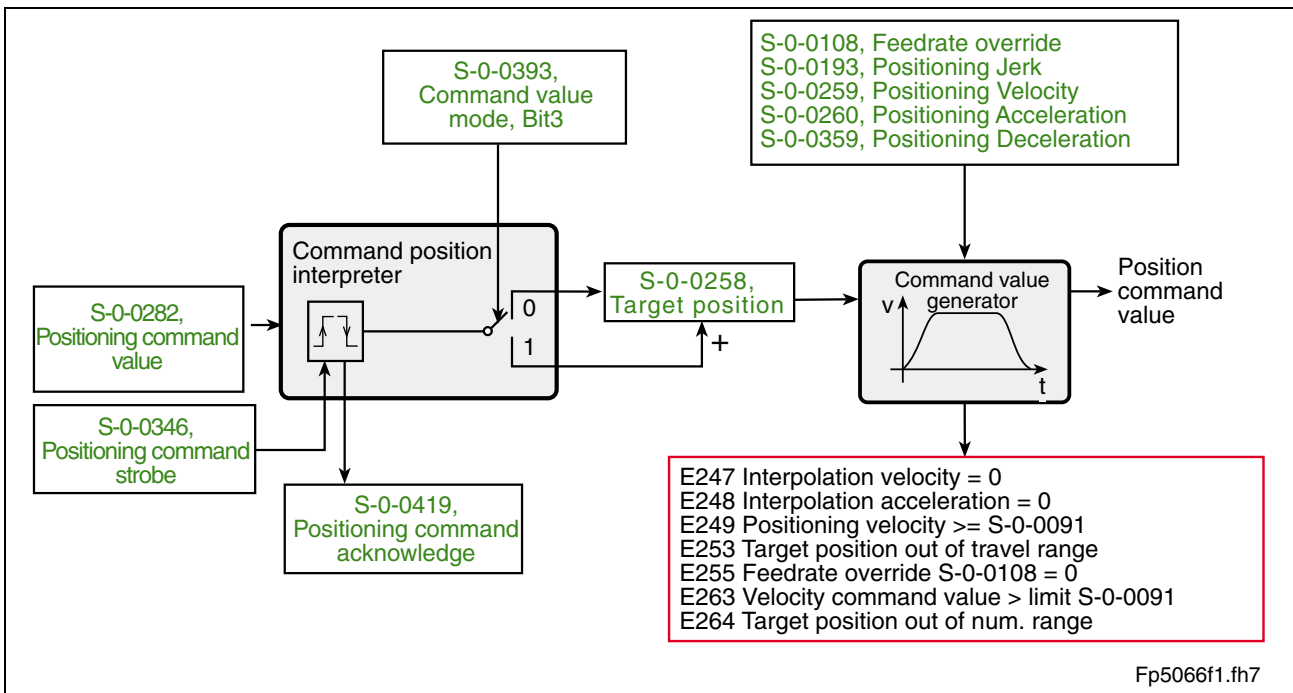 S-0-0393,
Command value
mode, Bit3
S-0-0108, Feedrate override
S-0-0193, Positioning Jerk
S-0-0259, Positioning Velocity
S-0-0260, Positioning Acceleration
S-0-0359, Positioning Deceleration
Command position
interpreter
S-0-0282,
Positioning command
value
0
1
S-0-0258,
Target position
+
Command value
generator
v
t
Position
command
value
S-0-0346,
Positioning command
strobe
S-0-0419,
Positioning command
acknowledge
E247 Interpolation velocity = 0
E248 Interpolation acceleration = 0
E249 Positioning velocity >= S-0-0091
E253 Target position out of travel range
E255 Feedrate override S-0-0108 = 0
E263 Velocity command value > limit S-0-0091
E264 Target position out of num. range
Fp5066f1.fh7